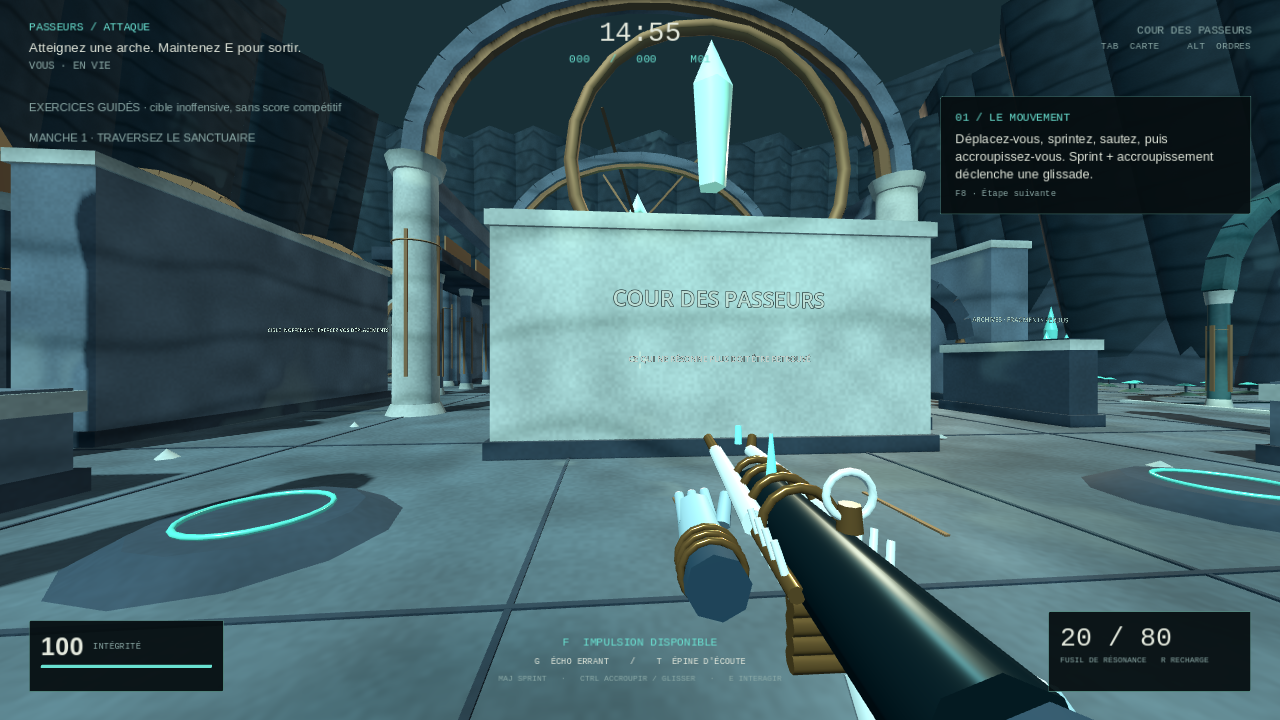 PASSEURS / ATTAQUE
Atteignez une arche. Maintenez E pour sortir.
VOUS · EN VIE
EXERCICES GUIDÉS · cible inoffensive, sans score compétitif
MANCHE 1 · TRAVERSEZ LE SANCTUAIRE
14:55
000 000
COUR DES PASSEURS
TAB CARTE ALT ORDRES
01 / LE MOUVEMENT
Déplacez-vous, sprintez, sautez, puis
accroupissez-vous. Sprint + accroupissement
déclenche une glissade.
F8 · Étape suivante
COUR DES PASSEURS
100 INTÉGRITÉ
F IMPULSION DISPONIBLE
G ÉCHO ERRANT / T ÉPINE D'ÉCOUTE
MAJ SPRINT · CTRL ACCROUPIR / GLISSER · E INTERAGIR
20 / 80
FUSIL DE RÉSONANCE R RECHARGE